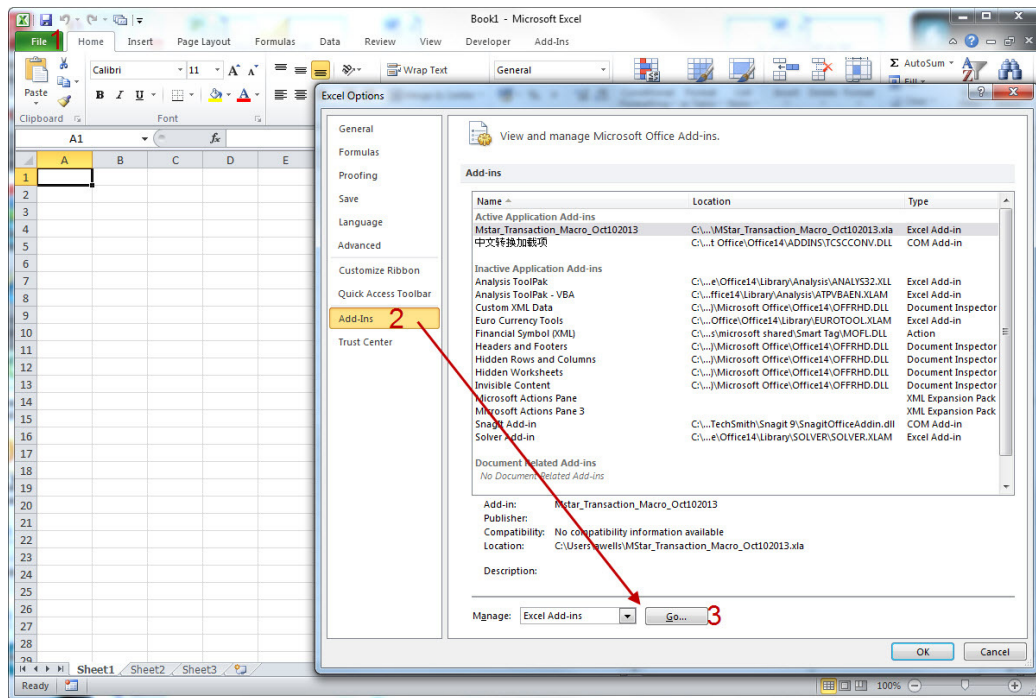 Book1 - Microsoft Excel
File 1 Home Insert Page Layout Formulas Data Review View Developer Add-Ins
Paste
Calibri 11 A A Wrap Text General Σ AutoSum
B I U A
Clipboard Font
A1 fx
A B C D E
1
2
3
4
5
6
7
8
9
10
11
12
13
14
15
16
17
18
19
20
21
22
23
24
25
26
27
28
29
Sheet1 Sheet2 Sheet3
Ready 100%
Excel Options
General
Formulas
Proofing
Save
Language
Advanced
Customize Ribbon
Quick Access Toolbar
Add-Ins 2
Trust Center
View and manage Microsoft Office Add-ins.
Add-ins
Name Location Type
Active Application Add-ins
Mstar_Transaction_Macro_Oct102013 C:\...\MStar_Transaction_Macro_Oct102013.xla Excel Add-in
中文转换加载项 C:\...t Office\Office14\ADDINS\TCSCCONV.DLL COM Add-in
Inactive Application Add-ins
Analysis ToolPak C:\...e\Office14\Library\Analysis\ANALYS32.XLL Excel Add-in
Analysis ToolPak - VBA C:\...ffice14\Library\Analysis\ATPVBAEN.XLAM Excel Add-in
Custom XML Data C:\...)\Microsoft Office\Office14\OFFRHD.DLL Document Inspector
Euro Currency Tools C:\...Office\Office14\Library\EUROTOOL.XLAM Excel Add-in
Financial Symbol (XML) C:\...s\microsoft shared\Smart Tag\MOFL.DLL Action
Headers and Footers C:\...)\Microsoft Office\Office14\OFFRHD.DLL Document Inspector
Hidden Rows and Columns C:\...)\Microsoft Office\Office14\OFFRHD.DLL Document Inspector
Hidden Worksheets C:\...)\Microsoft Office\Office14\OFFRHD.DLL Document Inspector
Invisible Content C:\...)\Microsoft Office\Office14\OFFRHD.DLL Document Inspector
Microsoft Actions Pane XML Expansion Pack
Microsoft Actions Pane 3 XML Expansion Pack
Snagit Add-in C:\...TechSmith\Snagit 9\SnagitOfficeAddin.dll COM Add-in
Solver Add-in C:\...e\Office14\Library\SOLVER\SOLVER.XLAM Excel Add-in
Document Related Add-ins
No Document Related Add-ins
Add-in: Mstar_Transaction_Macro_Oct102013
Publisher:
Compatibility: No compatibility information available
Location: C:\Users\awells\MStar_Transaction_Macro_Oct102013.xla
Description:
Manage: Excel Add-ins Go... 3
OK Cancel